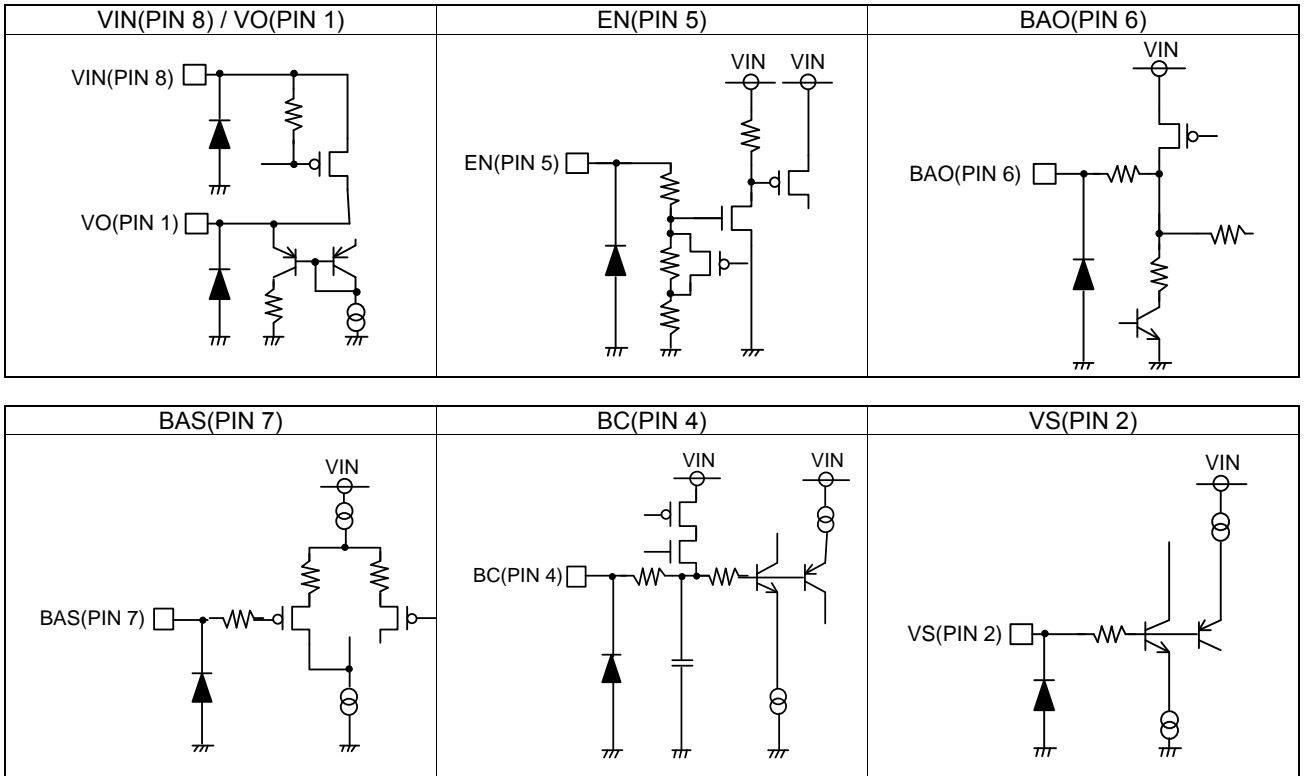 VIN(PIN 8) / VO(PIN 1)
EN(PIN 5)
BAO(PIN 6)
VIN(PIN 8)
VO(PIN 1)
VIN
VIN
EN(PIN 5)
VIN
BAO(PIN 6)
BAS(PIN 7)
BC(PIN 4)
VS(PIN 2)
VIN
BAS(PIN 7)
VIN
VIN
BC(PIN 4)
VIN
VS(PIN 2)